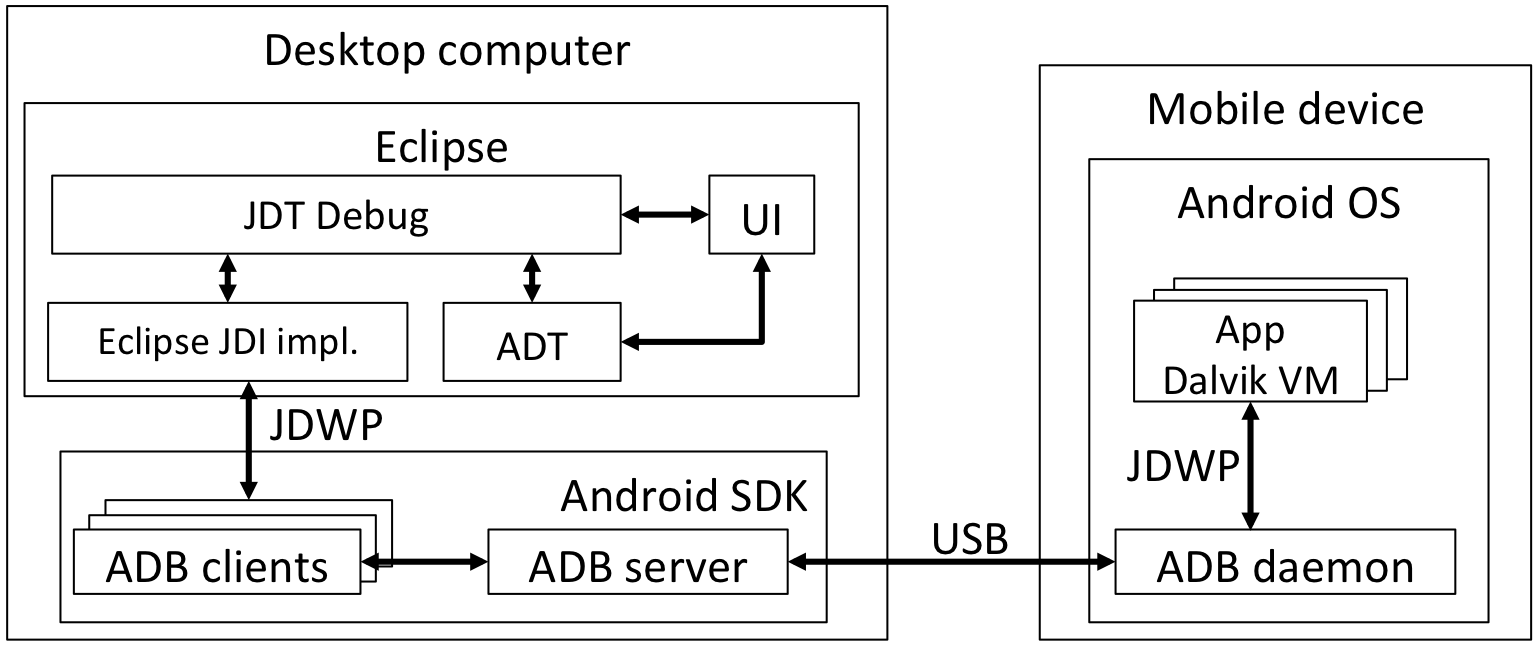 Desktop computer
Eclipse
JDT Debug
UI
Eclipse JDI impl.
ADT
JDWP
Android SDK
ADB clients
ADB server
USB
Mobile device
Android OS
App
Dalvik VM
JDWP
ADB daemon